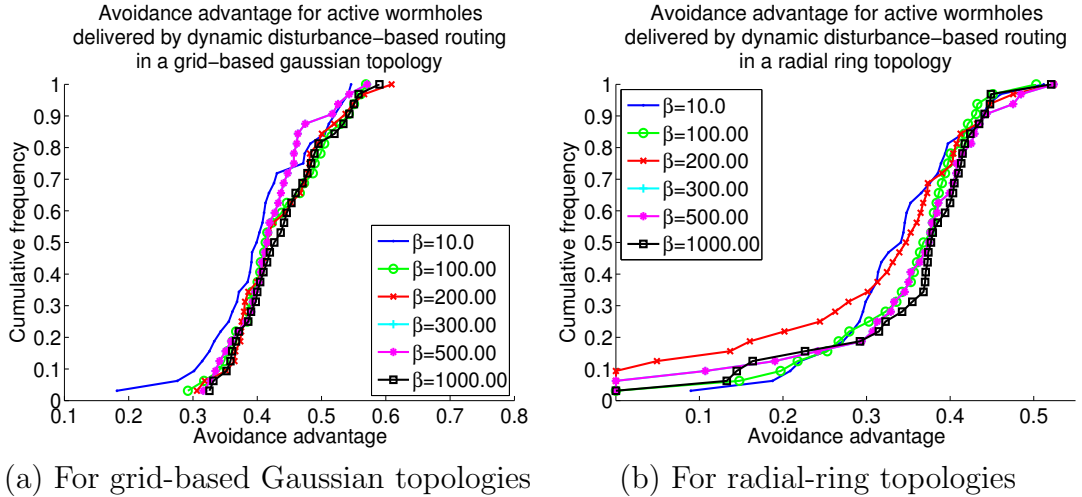 Avoidance advantage for active wormholes
delivered by dynamic disturbance−based routing
in a grid−based gaussian topology
1
0.9
0.8
0.7
0.6
0.5
0.4
0.3
0.2
0.1
0
Cumulative frequency
β=10.0
β=100.00
β=200.00
β=300.00
β=500.00
β=1000.00
0.1 0.2 0.3 0.4 0.5 0.6 0.7 0.8
Avoidance advantage
(a) For grid-based Gaussian topologies
Avoidance advantage for active wormholes
delivered by dynamic disturbance−based routing
in a radial ring topology
1
0.9
0.8
0.7
0.6
0.5
0.4
0.3
0.2
0.1
0
Cumulative frequency
β=10.0
β=100.00
β=200.00
β=300.00
β=500.00
β=1000.00
0.1 0.2 0.3 0.4 0.5
Avoidance advantage
(b) For radial-ring topologies